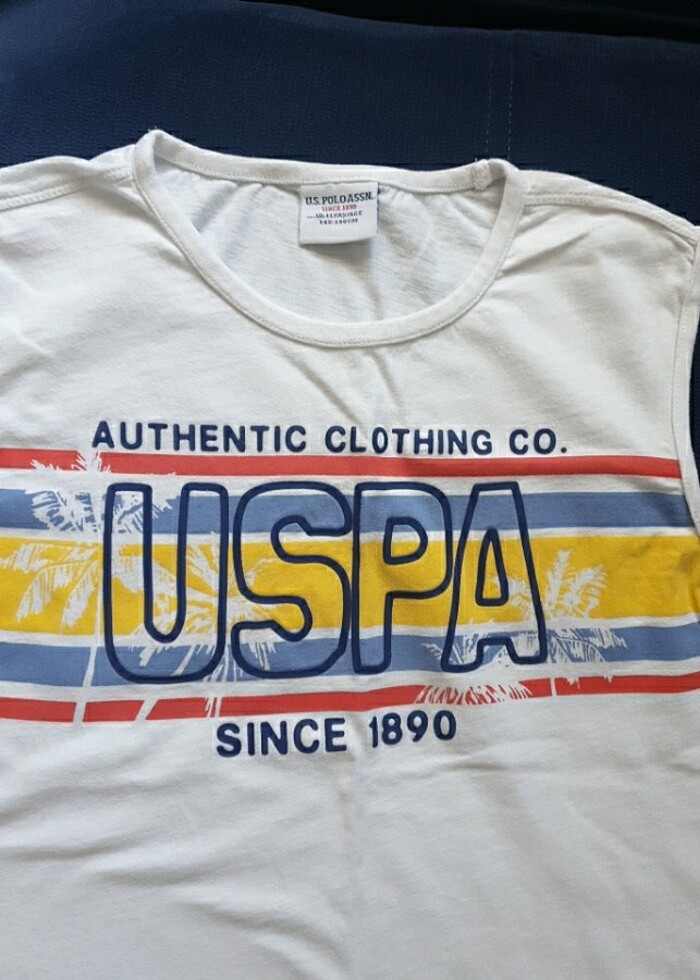 U.S. POLO ASSN.
SINCE 1890
AUTHENTIC CLOTHING CO.
USPA
SINCE 1890